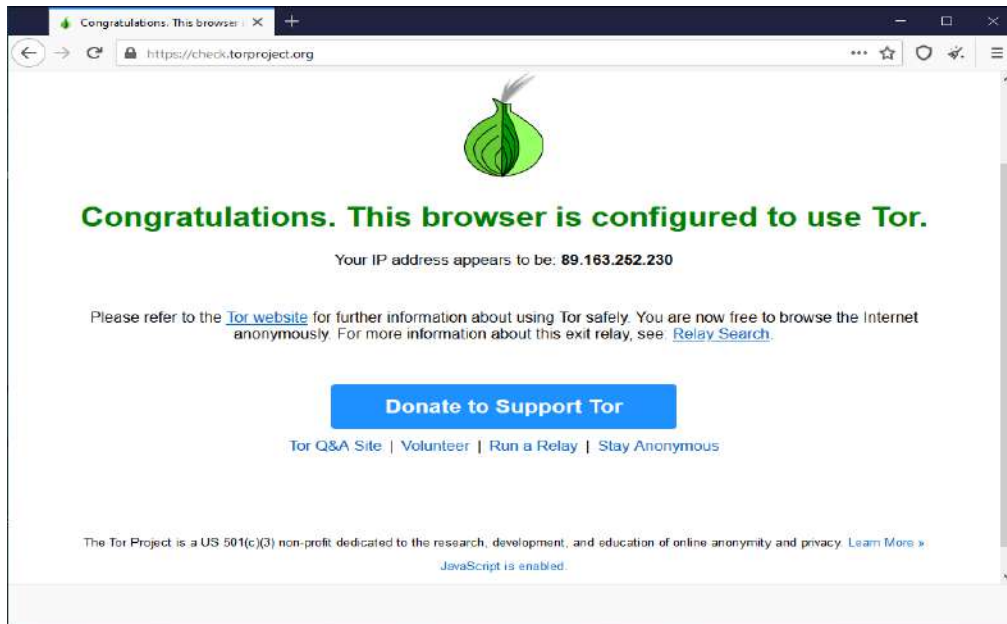 Congratulations. This browser i
https://check.torproject.org
Congratulations. This browser is configured to use Tor.
Your IP address appears to be: 89.163.252.230
Please refer to the Tor website for further information about using Tor safely. You are now free to browse the Internet
anonymously. For more information about this exit relay, see: Relay Search.
Donate to Support Tor
Tor Q&A Site | Volunteer | Run a Relay | Stay Anonymous
The Tor Project is a US 501(c)(3) non-profit dedicated to the research, development, and education of online anonymity and privacy. Learn More »
JavaScript is enabled.